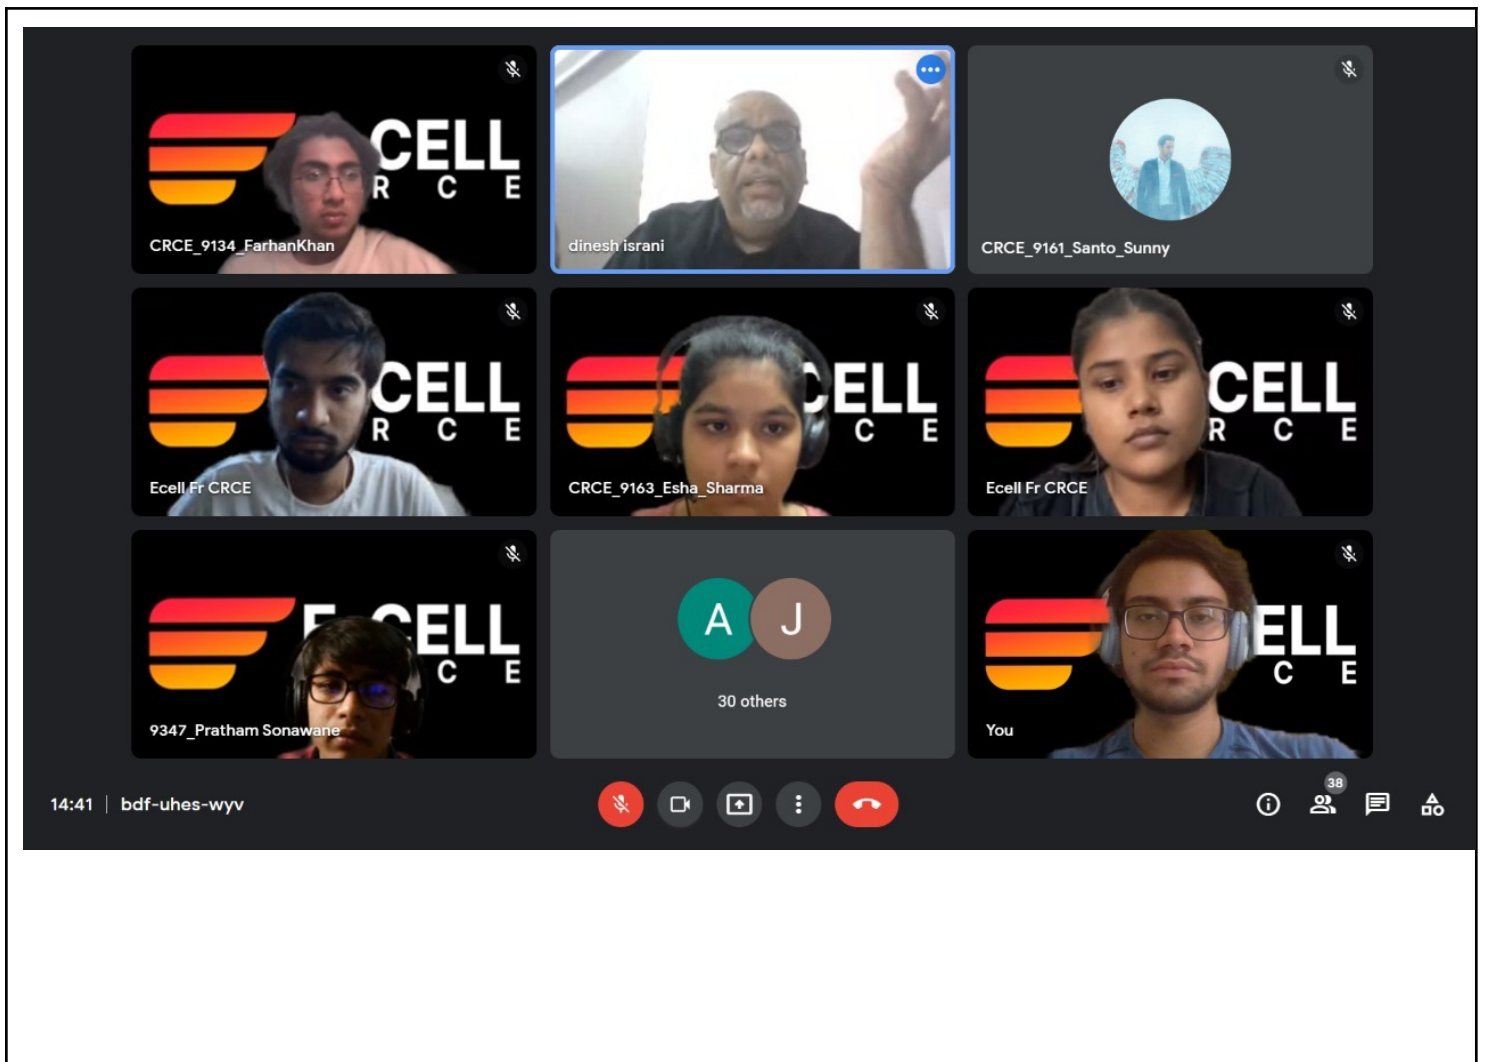 CELL
R C E
CRCE_9134_FarhanKhan
dinesh israni
CRCE_9161_Santo_Sunny
CELL
R C E
Ecell Fr CRCE
CELL
C E
CRCE_9163_Esha_Sharma
CELL
R C E
Ecell Fr CRCE
E CELL
C E
9347_Pratham Sonawane
A J
30 others
ELL
C E
You
14:41 | bdf-uhes-wyv
38